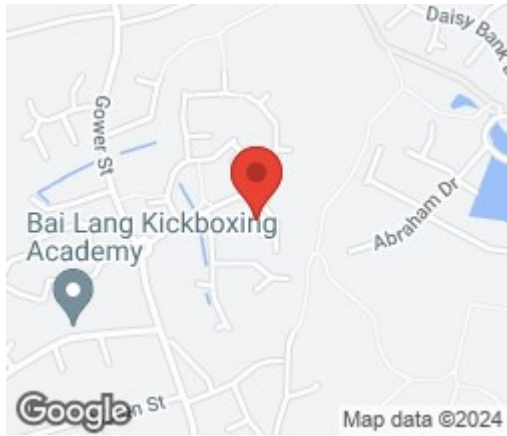 Daisy Bank
Gower St
Bai Lang Kickboxing
Academy
Abraham Dr
St
Google
Map data ©2024